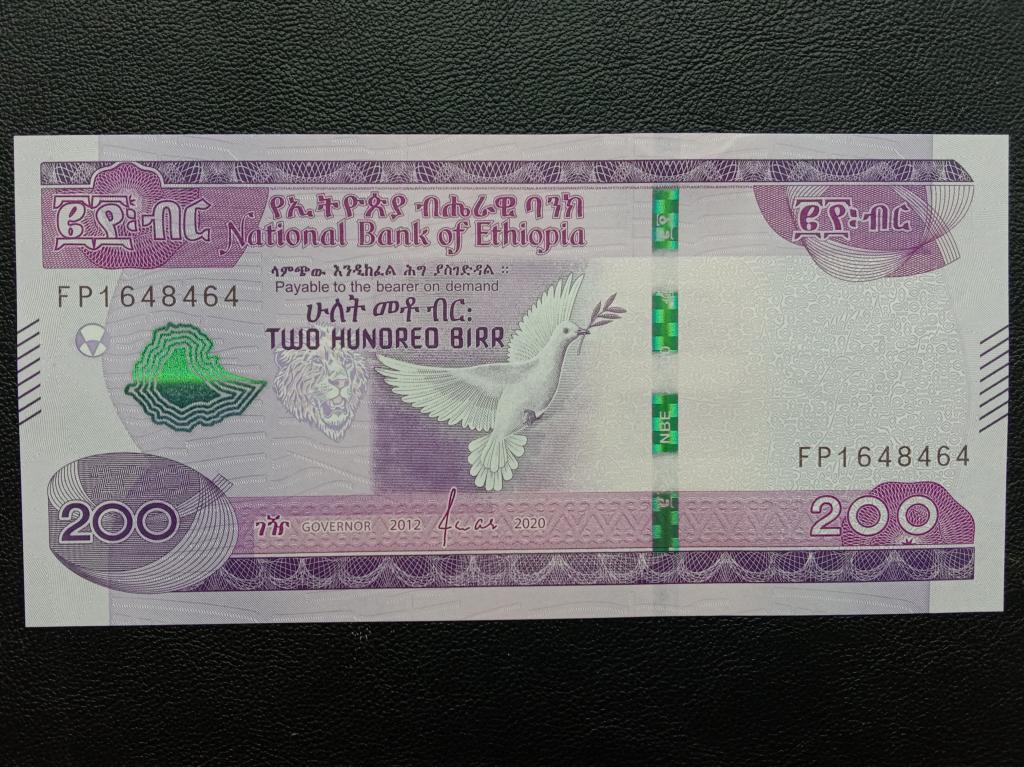 ፪፻ ብር
የኢትዮጵያ ብሔራዊ ባንክ
፪፻ ብር
National Bank of Ethiopia
ላምጭው እንዲከፈል ሕግ ያስገድዳል ።
Payable to the bearer on demand
FP1648464
ሁለት መቶ ብር፡
TWO HUNDRED BIRR
NBE
FP1648464
200
ገዥ GOVERNOR 2012 2020
200